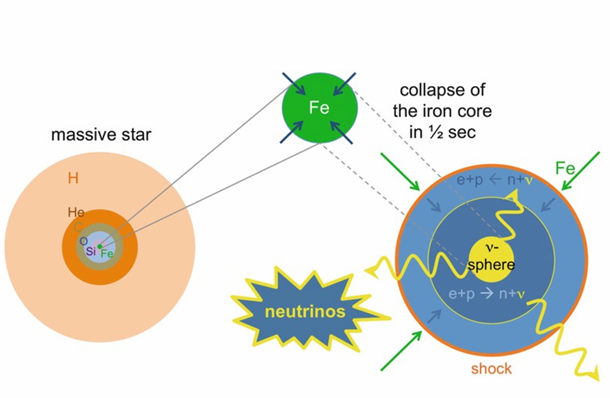 massive star
H
He
C
O
Si
Fe
Fe
collapse of
the iron core
in ½ sec
Fe
e+p ← n+ν
ν-
sphere
e+p → n+ν
neutrinos
shock